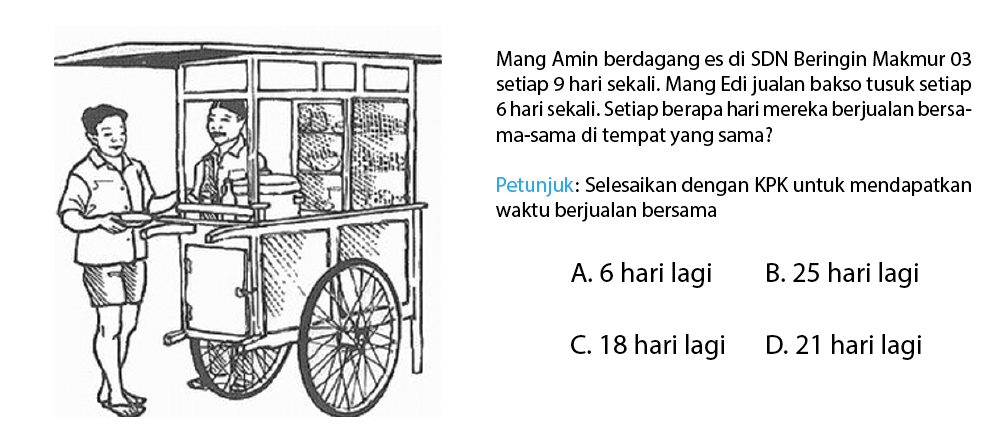 Mang Amin berdagang es di SDN Beringin Makmur 03
setiap 9 hari sekali. Mang Edi jualan bakso tusuk setiap
6 hari sekali. Setiap berapa hari mereka berjualan bersa-
ma-sama di tempat yang sama?
Petunjuk: Selesaikan dengan KPK untuk mendapatkan
waktu berjualan bersama
A. 6 hari lagi B. 25 hari lagi
C. 18 hari lagi D. 21 hari lagi